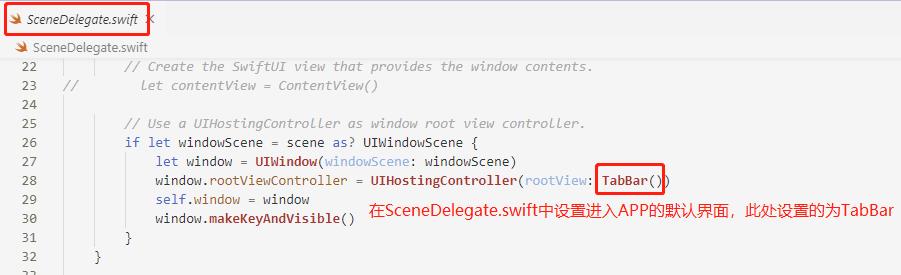 SceneDelegate.swift ×
SceneDelegate.swift
22 // Create the SwiftUI view that provides the window contents.
23 // let contentView = ContentView()
24
25 // Use a UIHostingController as window root view controller.
26 if let windowScene = scene as? UIWindowScene {
27 let window = UIWindow(windowScene: windowScene)
28 window.rootViewController = UIHostingController(rootView: TabBar())
29 self.window = window
在SceneDelegate.swift中设置进入APP的默认界面，此处设置的为TabBar
30 window.makeKeyAndVisible()
31 }
32 }